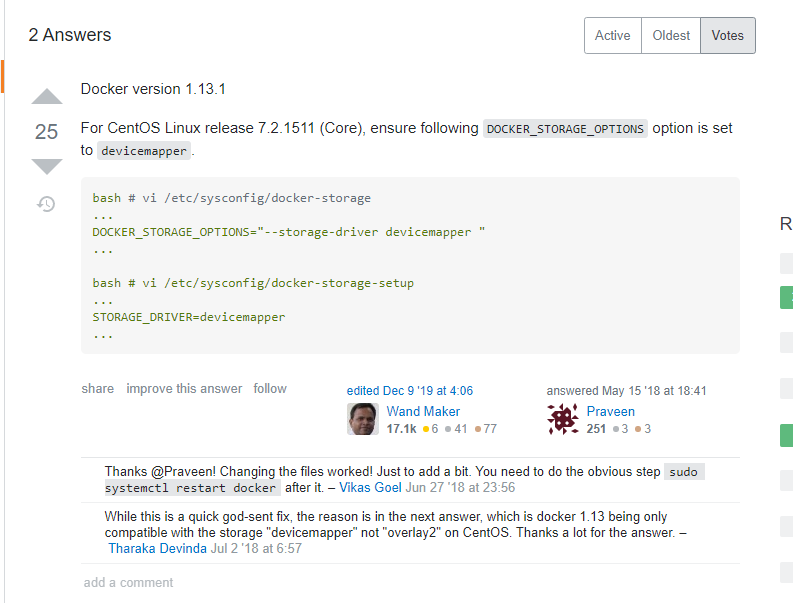 2 Answers
Active Oldest Votes
Docker version 1.13.1
25
For CentOS Linux release 7.2.1511 (Core), ensure following DOCKER_STORAGE_OPTIONS option is set
to devicemapper.
bash # vi /etc/sysconfig/docker-storage
...
DOCKER_STORAGE_OPTIONS="--storage-driver devicemapper "
...
bash # vi /etc/sysconfig/docker-storage-setup
...
STORAGE_DRIVER=devicemapper
...
share improve this answer follow
edited Dec 9 '19 at 4:06
Wand Maker
17.1k 6 41 77
answered May 15 '18 at 18:41
Praveen
251 3 3
Thanks @Praveen! Changing the files worked! Just to add a bit. You need to do the obvious step sudo
systemctl restart docker after it. – Vikas Goel Jun 27 '18 at 23:56
While this is a quick god-sent fix, the reason is in the next answer, which is docker 1.13 being only
compatible with the storage "devicemapper" not "overlay2" on CentOS. Thanks a lot for the answer. –
Tharaka Devinda Jul 2 '18 at 6:57
add a comment
R